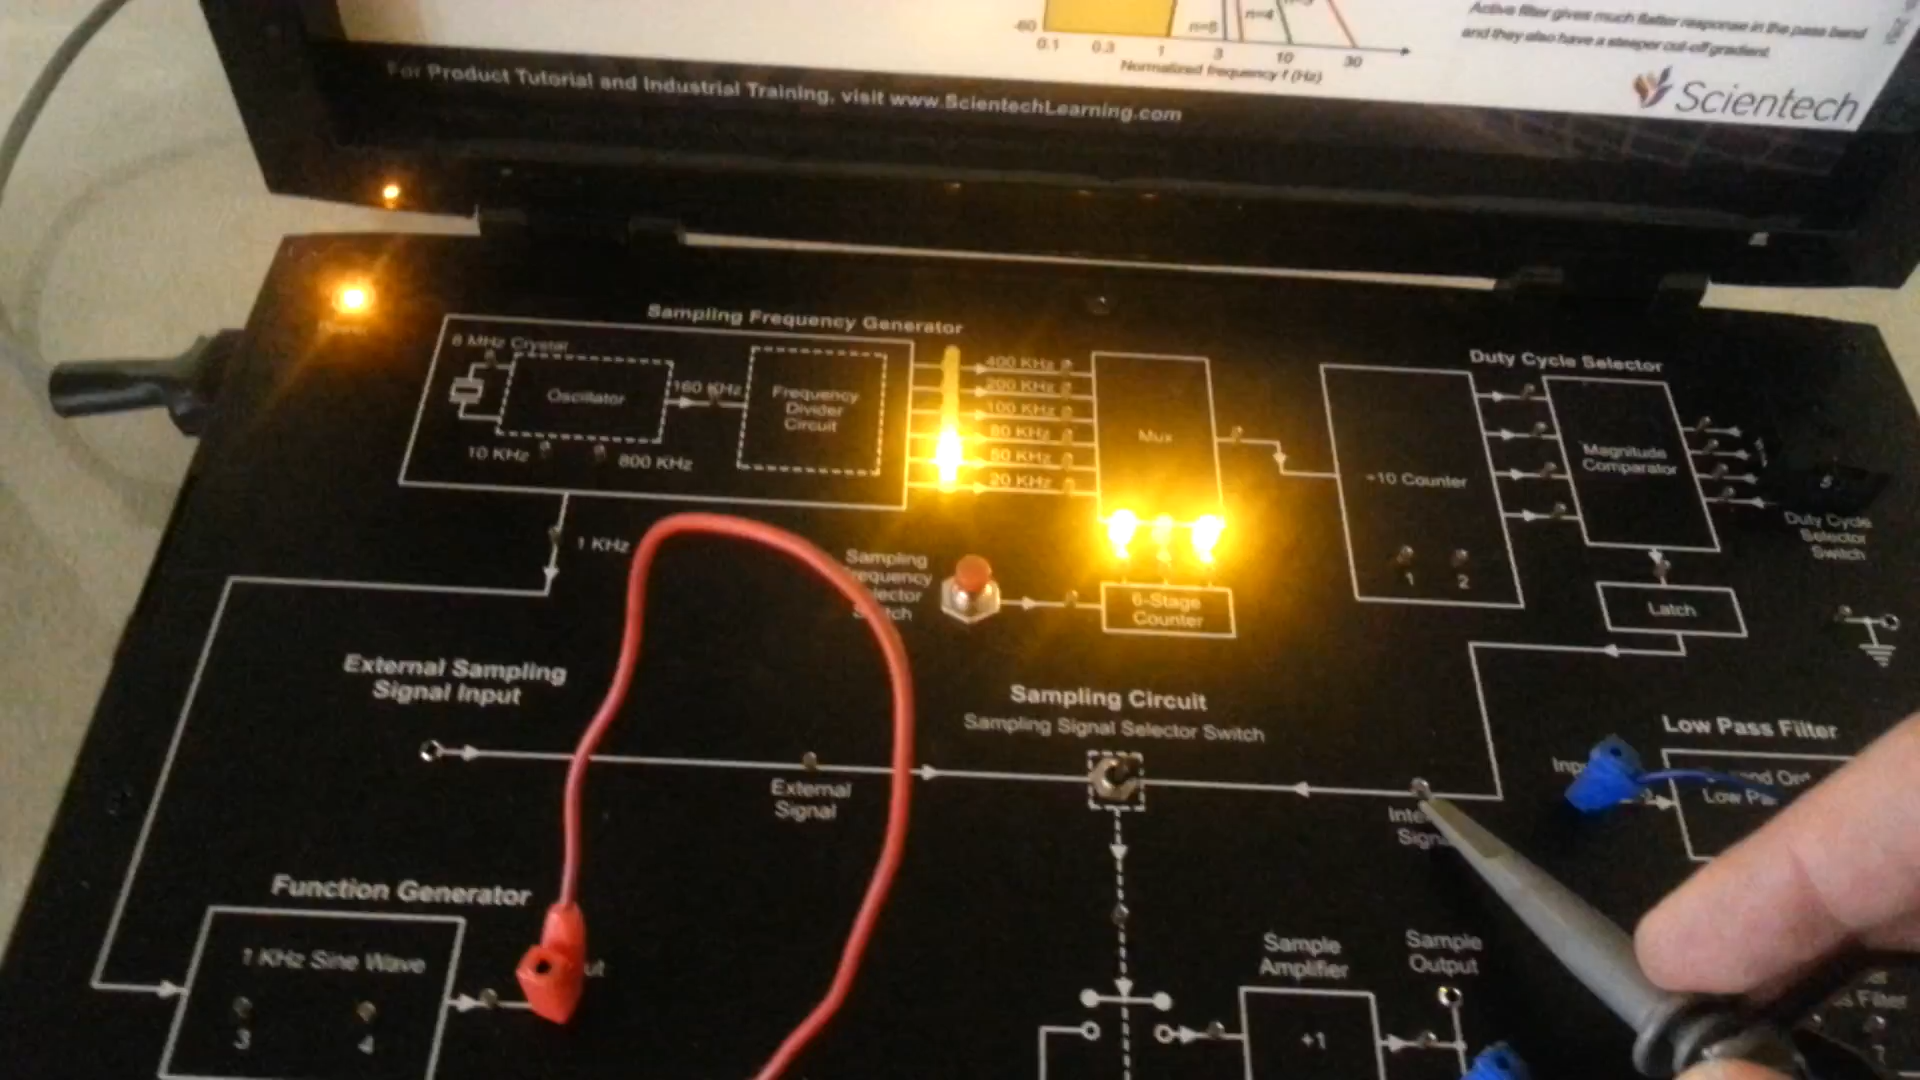 -60
n=5
n=4
0.1 0.3 1 3 10 30
Normalized frequency f (Hz)
Active filter gives much flatter response in the pass band
and they also have a steeper cut-off gradient.
Scientech
For Product Tutorial and Industrial Training, visit www.ScientechLearning.com
Sampling Frequency Generator
8 MHz Crystal
Oscillator
160 KHz
Frequency
Divider
Circuit
10 KHz
800 KHz
400 KHz
200 KHz
100 KHz
80 KHz
50 KHz
20 KHz
Mux
÷10 Counter
1 2
Duty Cycle Selector
Magnitude
Comparator
5
Duty Cycle
Selector
Switch
Latch
1 KHz
Sampling
6-Stage
Counter
External Sampling
Signal Input
External
Signal
Sampling Circuit
Sampling Signal Selector Switch
Low Pass Filter
Function Generator
1 KHz Sine Wave
3 4
Sample
Amplifier
+1
Sample
Output
Filter